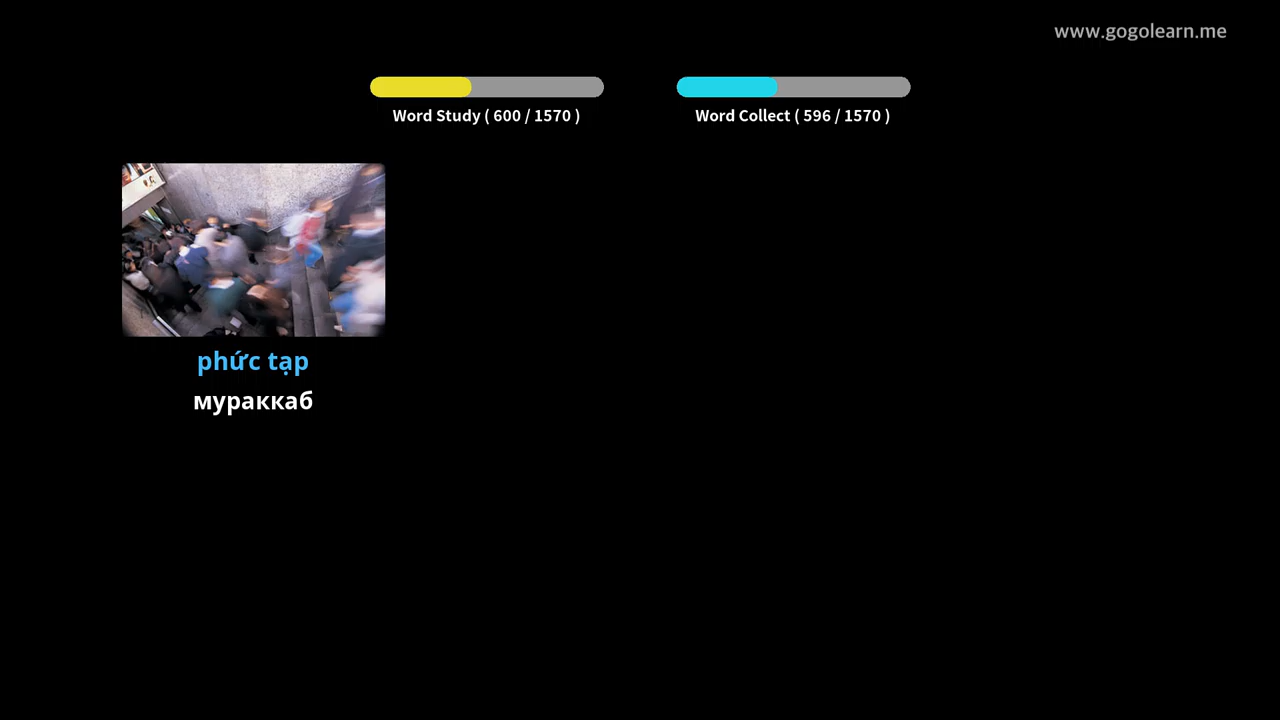 www.gogolearn.me
Word Study ( 600 / 1570 )
Word Collect ( 596 / 1570 )
phức tạp
мураккаб